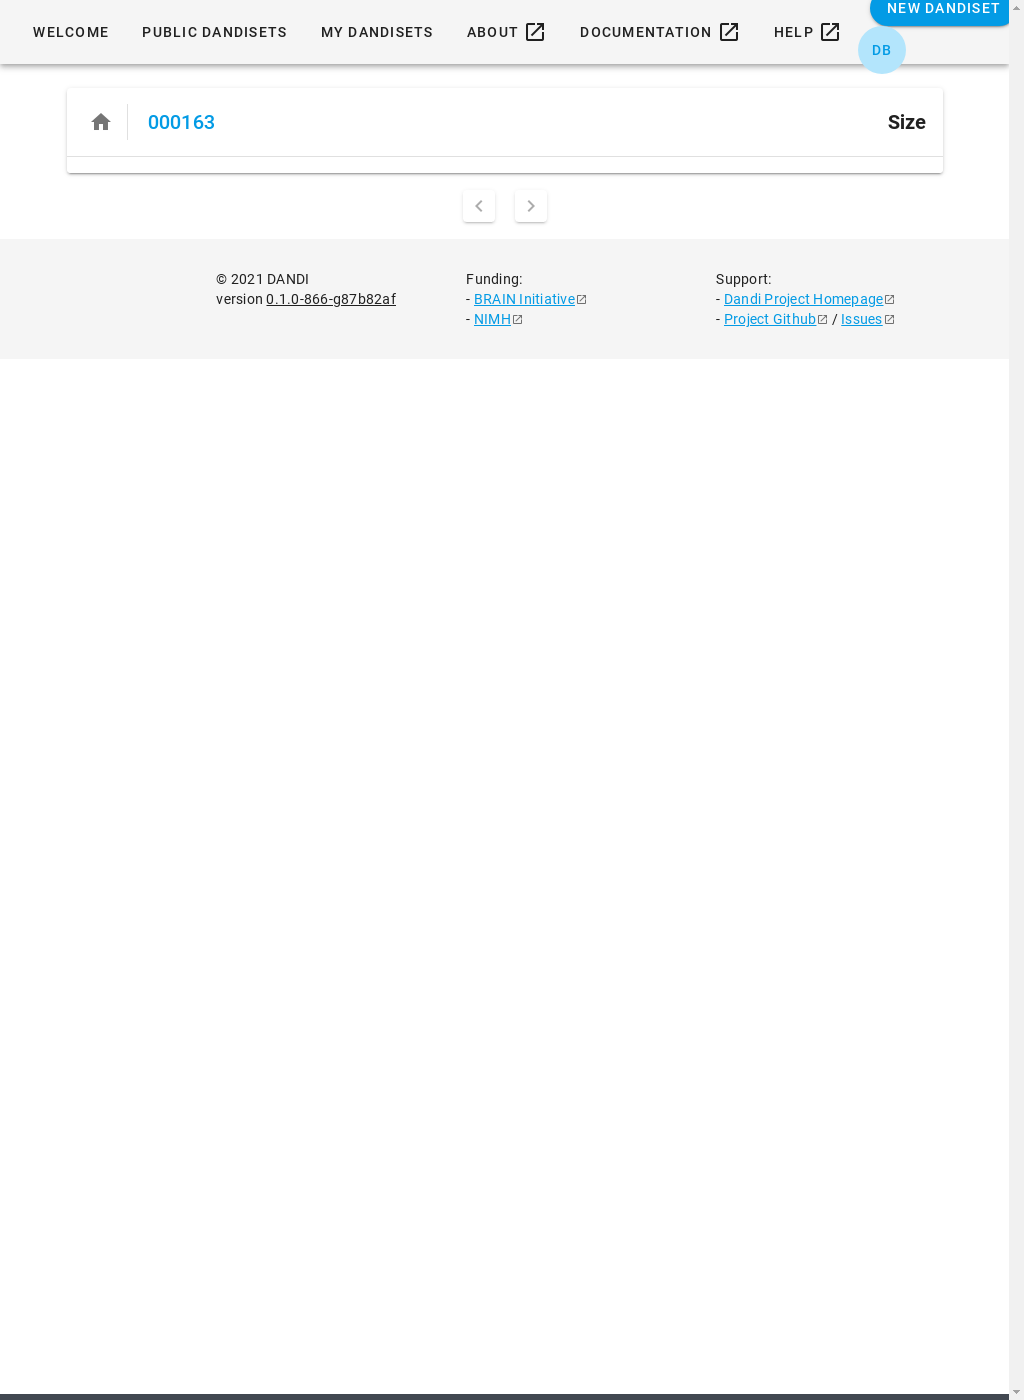 WELCOME PUBLIC DANDISETS MY DANDISETS ABOUT DOCUMENTATION HELP NEW DANDISET
DB
000163 Size
© 2021 DANDI
version 0.1.0-866-g87b82af
Funding:
- BRAIN Initiative
- NIMH
Support:
- Dandi Project Homepage
- Project Github / Issues